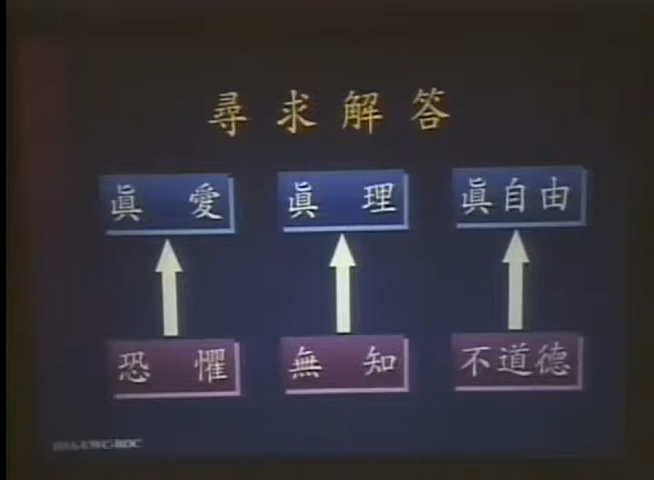 尋求解答
眞愛 眞理 眞自由
恐懼 無知 不道德